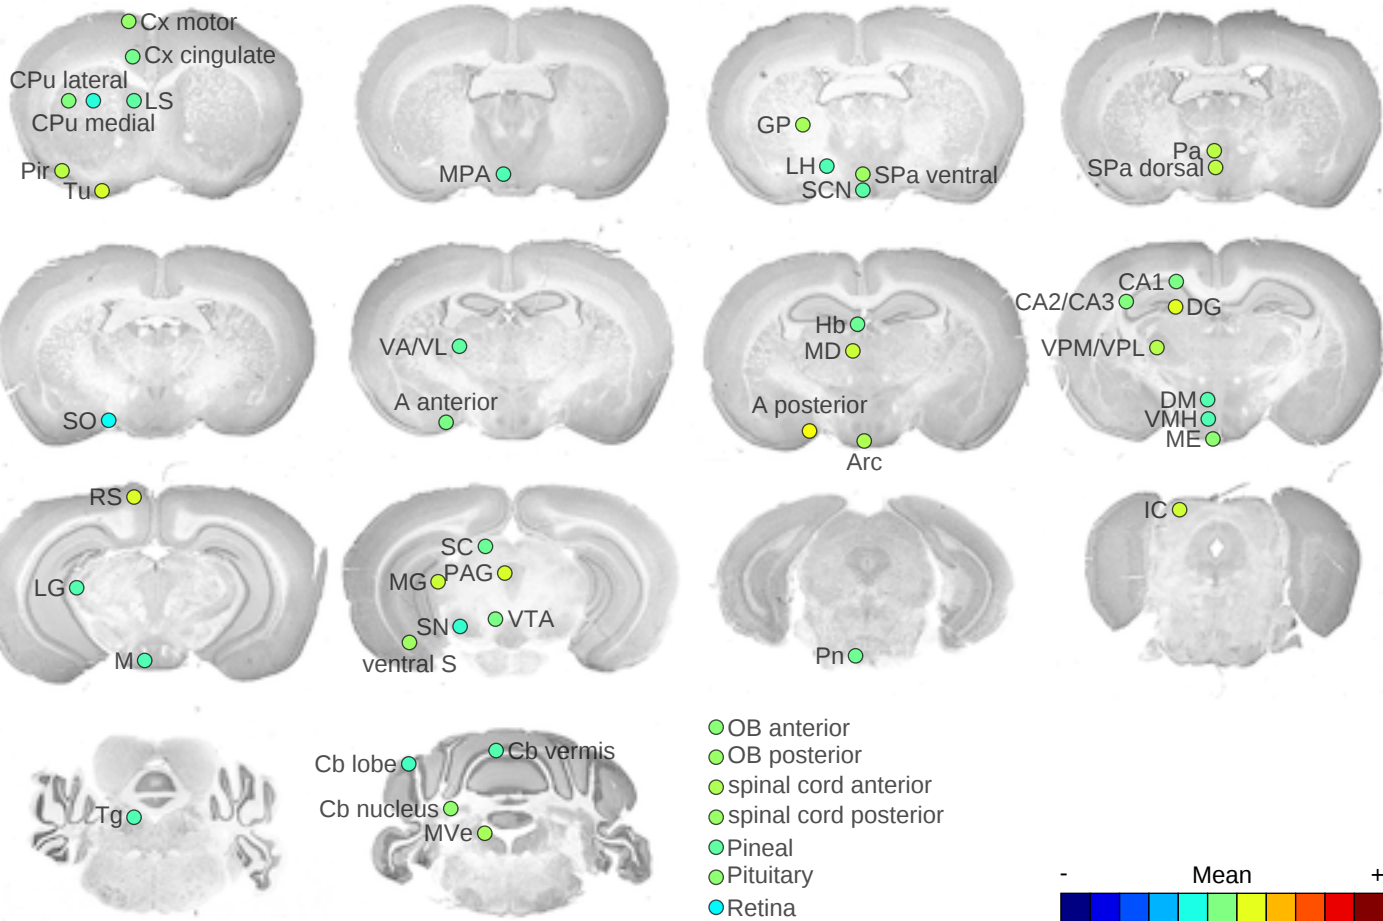 Cx motor
Cx cingulate
CPu lateral
LS
CPu medial
Pir
Tu
MPA
GP
LH
SPa ventral
SCN
Pa
SPa dorsal
SO
VA/VL
A anterior
Hb
MD
A posterior
Arc
CA1
CA2/CA3
DG
VPM/VPL
DM
VMH
ME
RS
LG
M
SC
MG
PAG
SN
VTA
ventral S
Pn
IC
Tg
Cb lobe
Cb vermis
Cb nucleus
MVe
OB anterior
OB posterior
spinal cord anterior
spinal cord posterior
Pineal
Pituitary
Retina
- Mean +